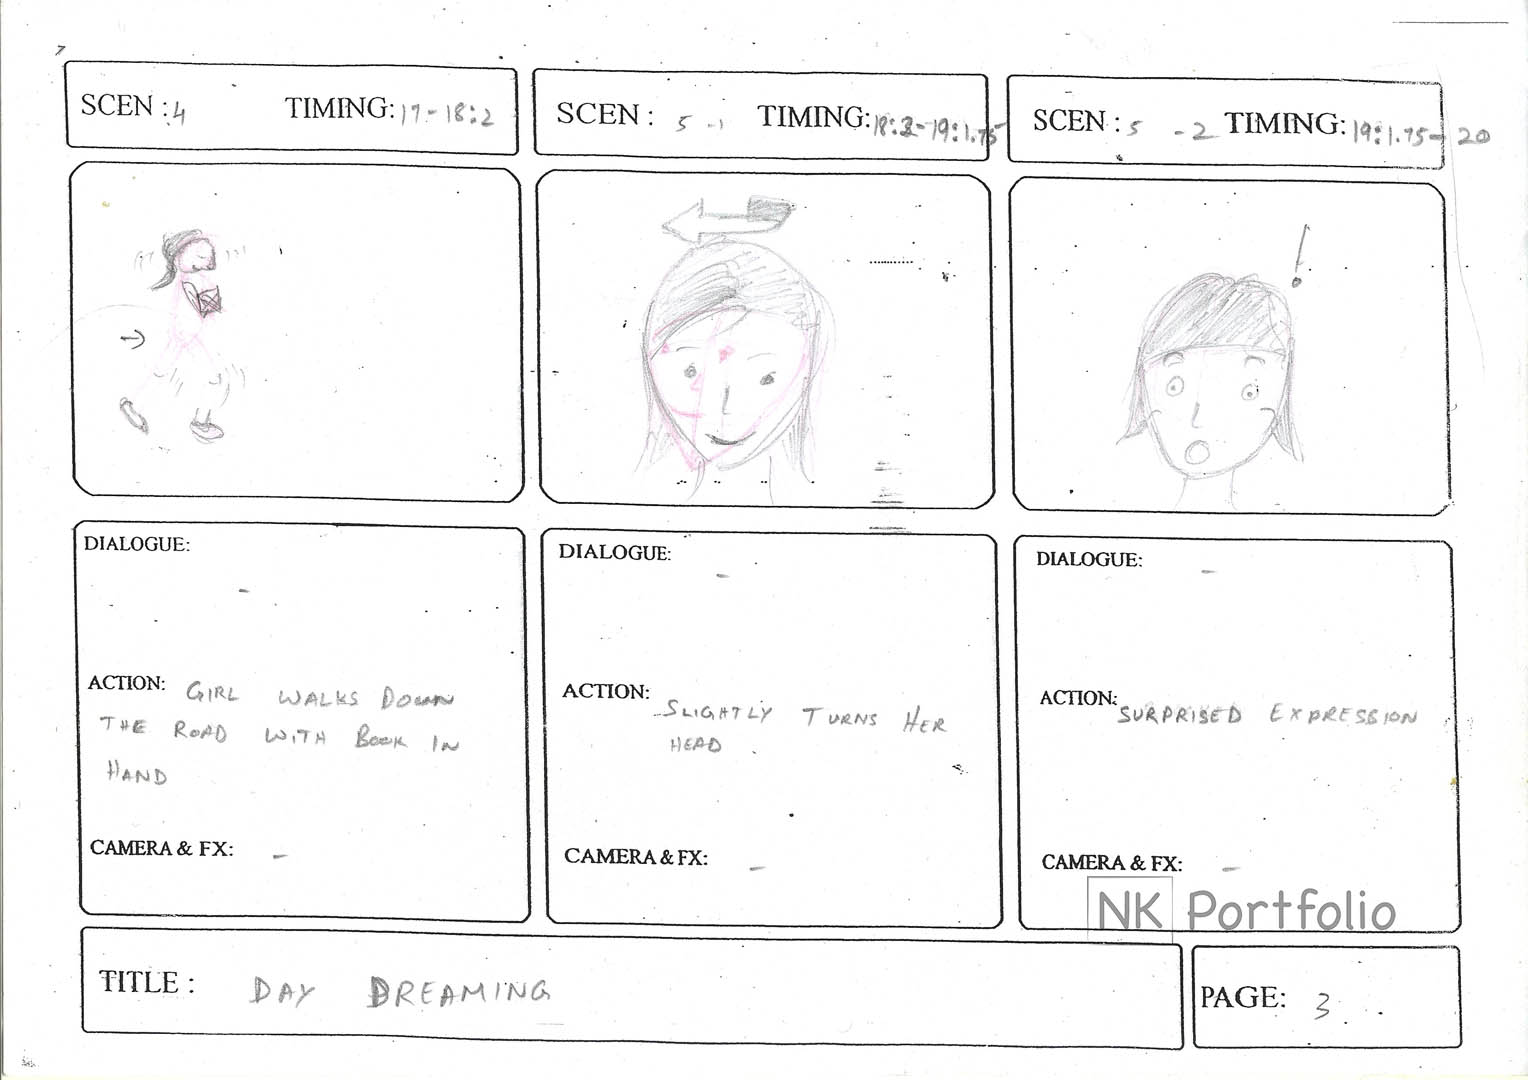 SCEN : 4 TIMING: 17-18:2
SCEN : 5 -1 TIMING: 18:2-19:1.75
SCEN : 5 -2 TIMING: 19:1.75-20
!
DIALOGUE: -
ACTION: GIRL WALKS DOWN
THE ROAD WITH BOOK IN
HAND
CAMERA & FX: -
DIALOGUE: -
ACTION: SLIGHTLY TURNS HER
HEAD
CAMERA & FX: -
DIALOGUE: -
ACTION: SURPRISED EXPRESSION
CAMERA & FX: -
NK Portfolio
TITLE : DAY DREAMING
PAGE: 3